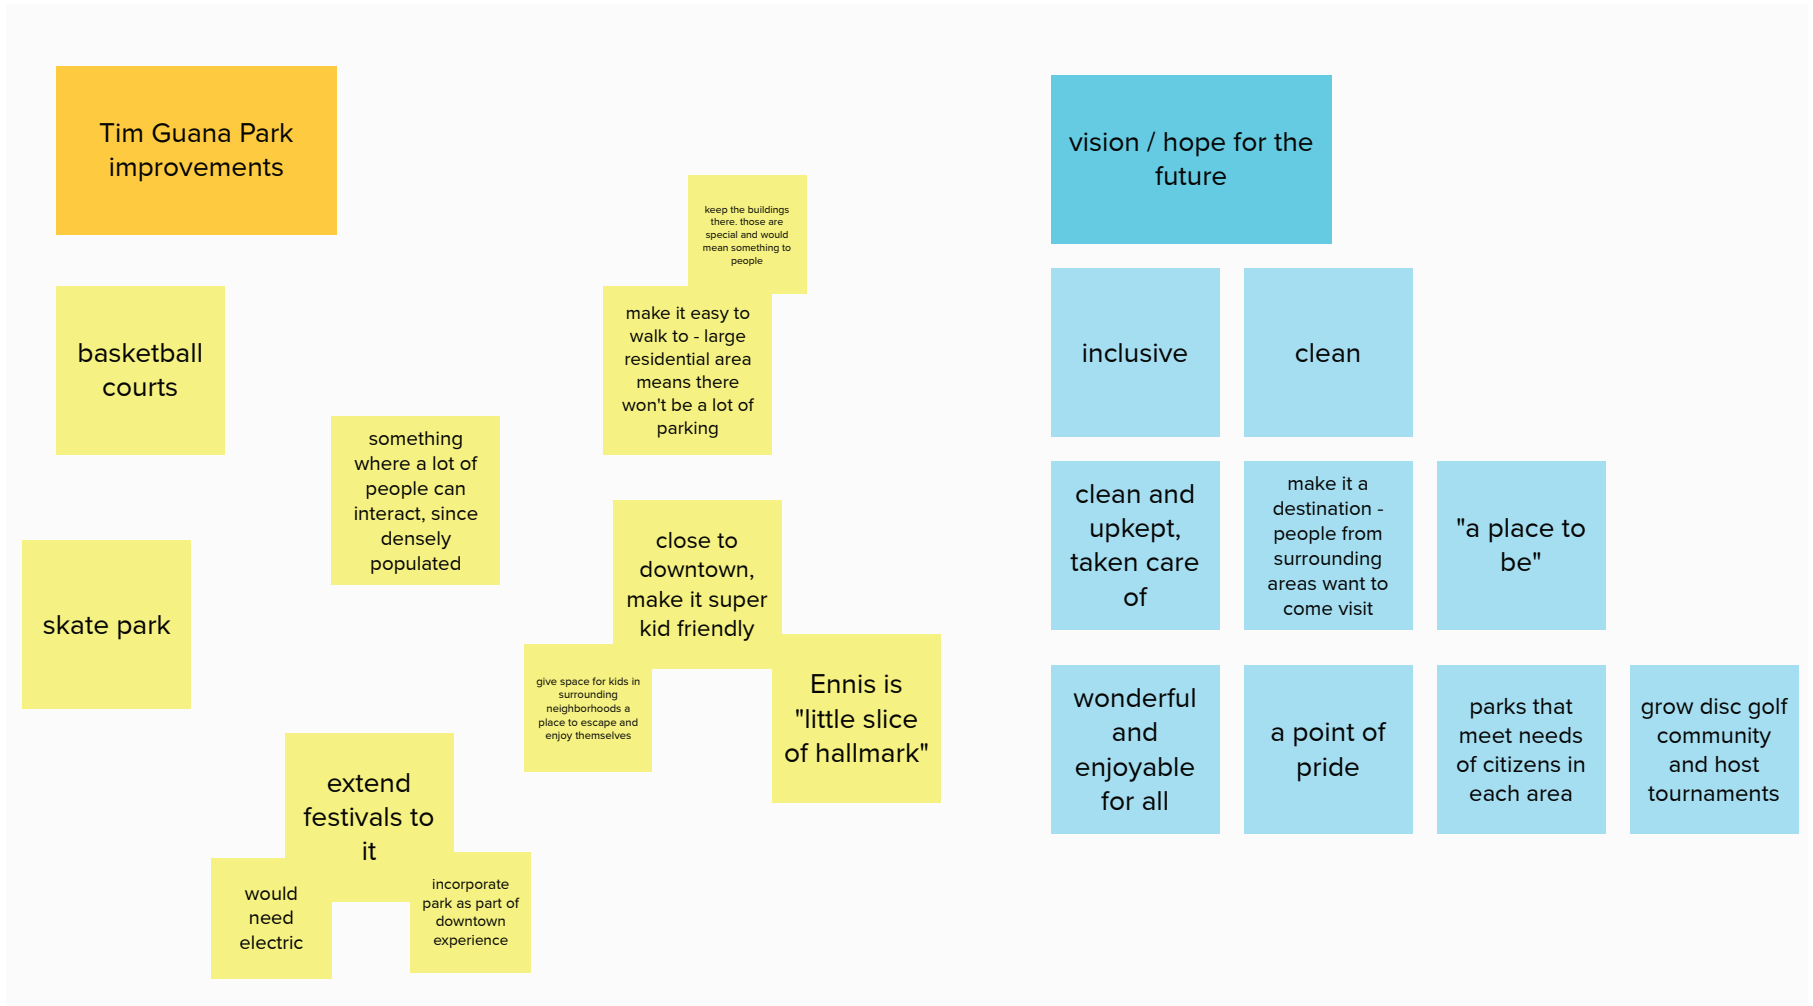 Tim Guana Park
improvements
basketball
courts
skate park
something
where a lot of
people can
interact, since
densely
populated
keep the buildings
there. those are
special and would
mean something to
people
make it easy to
walk to - large
residential area
means there
won't be a lot of
parking
close to
downtown,
make it super
kid friendly
give space for kids in
surrounding
neighborhoods a
place to escape and
enjoy themselves
Ennis is
"little slice
of hallmark"
extend
festivals to
it
would
need
electric
incorporate
park as part of
downtown
experience
vision / hope for the
future
inclusive
clean
clean and
upkept,
taken care
of
make it a
destination -
people from
surrounding
areas want to
come visit
"a place to
be"
wonderful
and
enjoyable
for all
a point of
pride
parks that
meet needs
of citizens in
each area
grow disc golf
community
and host
tournaments